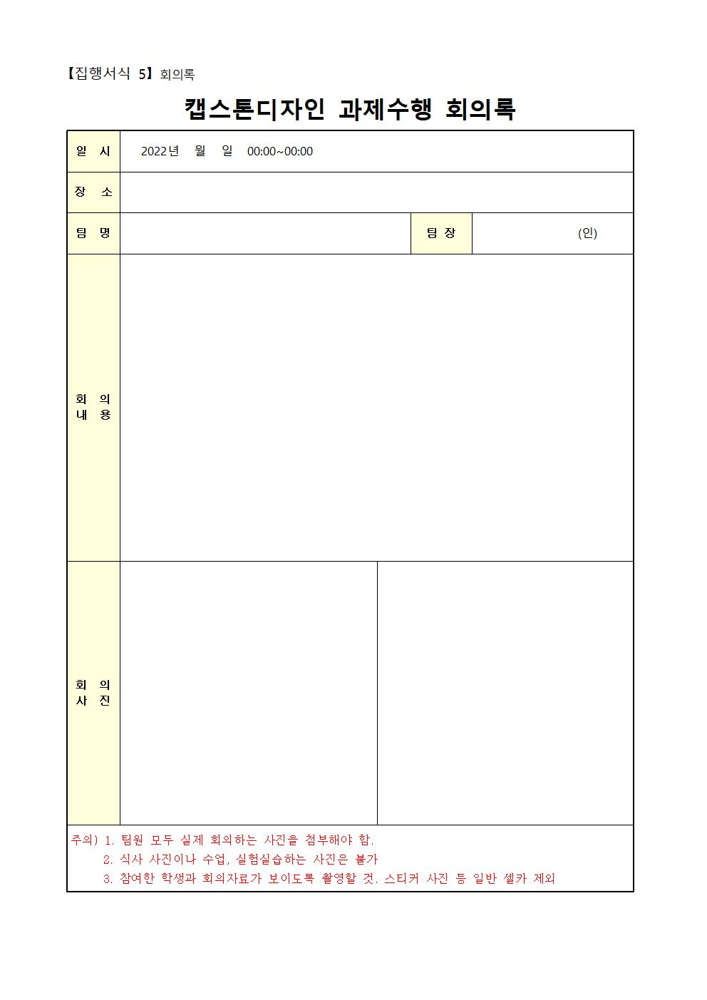 【집행서식 5】 회의록
캡스톤디자인 과제수행 회의록
일 시 2022년 월 일 00:00~00:00
장 소
팀 명 팀 장 (인)
회 의
내 용
회 의
사 진
주의) 1. 팀원 모두 실제 회의하는 사진을 첨부해야 함.
2. 식사 사진이나 수업, 실험실습하는 사진은 불가
3. 참여한 학생과 회의자료가 보이도록 촬영할 것. 스티커 사진 등 일반 셀카 제외